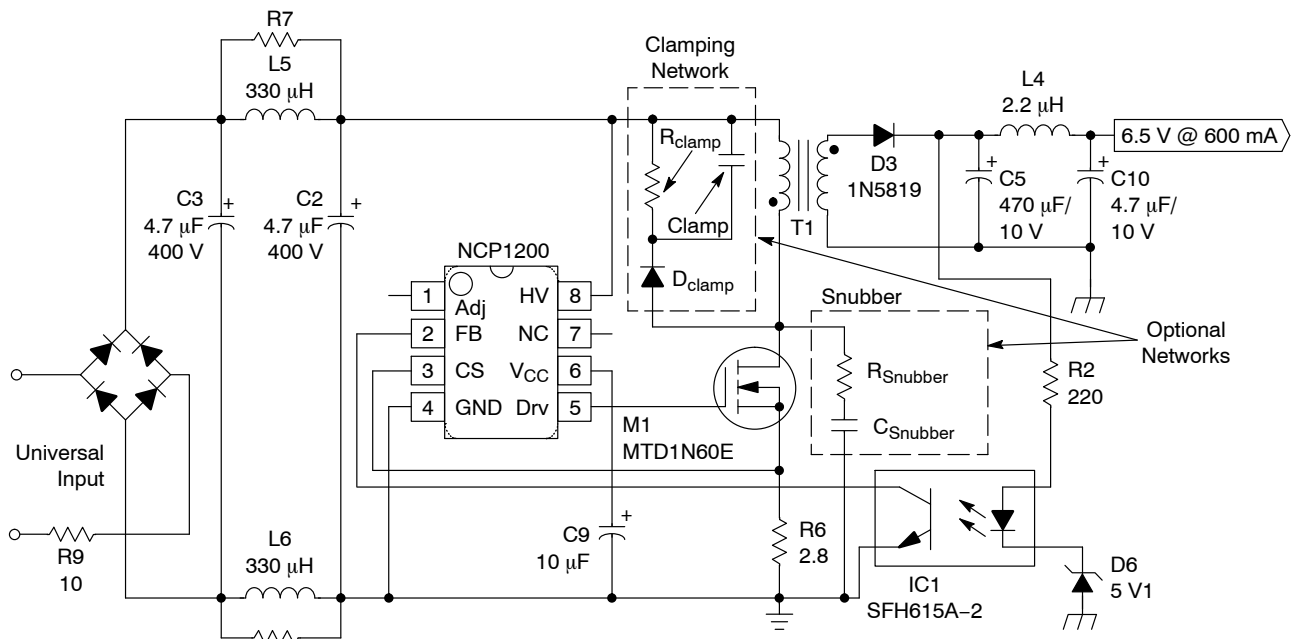 R7
L5
330 μH
Clamping
Network
Rclamp
Clamp
Dclamp
T1
D3
1N5819
L4
2.2 μH
6.5 V @ 600 mA
+
C5
470 μF/
10 V
+
C10
4.7 μF/
10 V
C3
4.7 μF
400 V
+
C2
4.7 μF
400 V
+
NCP1200
1
Adj
HV
8
2
FB
NC
7
3
CS
VCC
6
4
GND
Drv
5
Snubber
RSnubber
CSnubber
Optional
Networks
R2
220
M1
MTD1N60E
Universal
Input
R9
10
L6
330 μH
C9
10 μF
+
R6
2.8
IC1
SFH615A−2
D6
5 V1